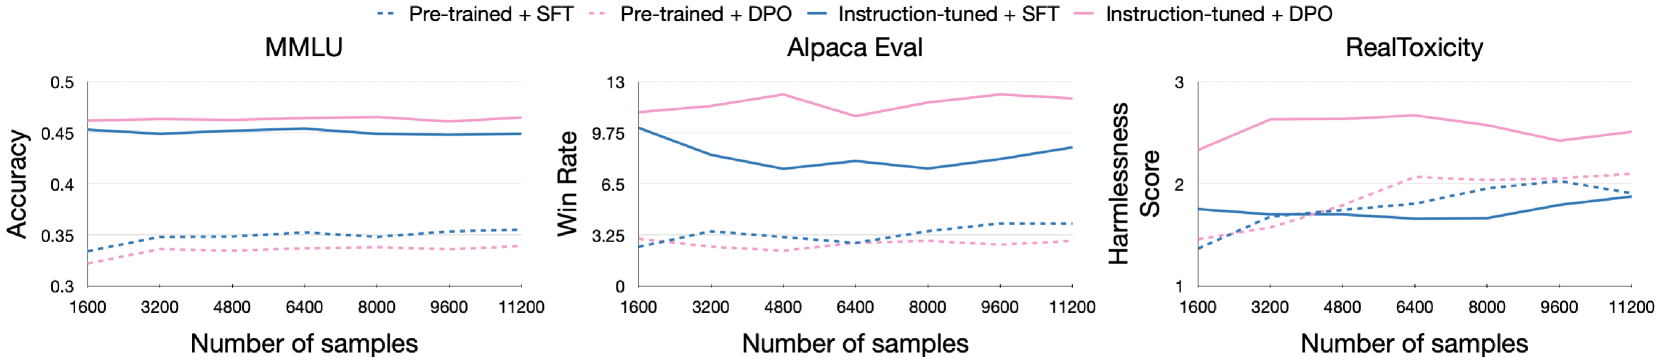 Pre-trained + SFT Pre-trained + DPO Instruction-tuned + SFT Instruction-tuned + DPO
MMLU
Accuracy
0.5
0.45
0.4
0.35
0.3
1600 3200 4800 6400 8000 9600 11200
Number of samples
Alpaca Eval
Win Rate
13
9.75
6.5
3.25
0
1600 3200 4800 6400 8000 9600 11200
Number of samples
RealToxicity
Harmlessness
Score
3
2
1
1600 3200 4800 6400 8000 9600 11200
Number of samples